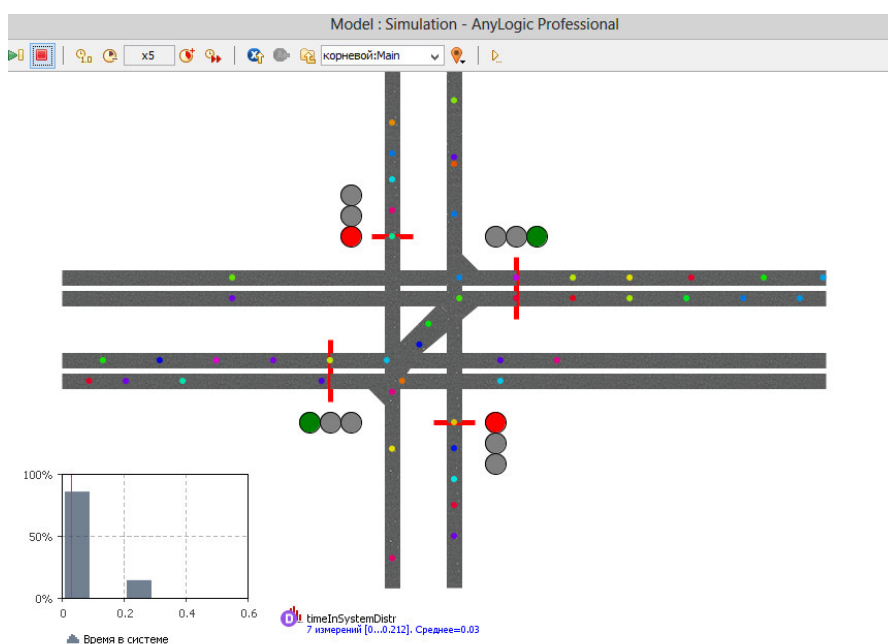 Model : Simulation - AnyLogic Professional
x5
корневой:Main
100%
50%
0%
0
0.2
0.4
0.6
Время в системе
timeInSystemDistr
7 измерений [0...0.212]. Среднее=0.03